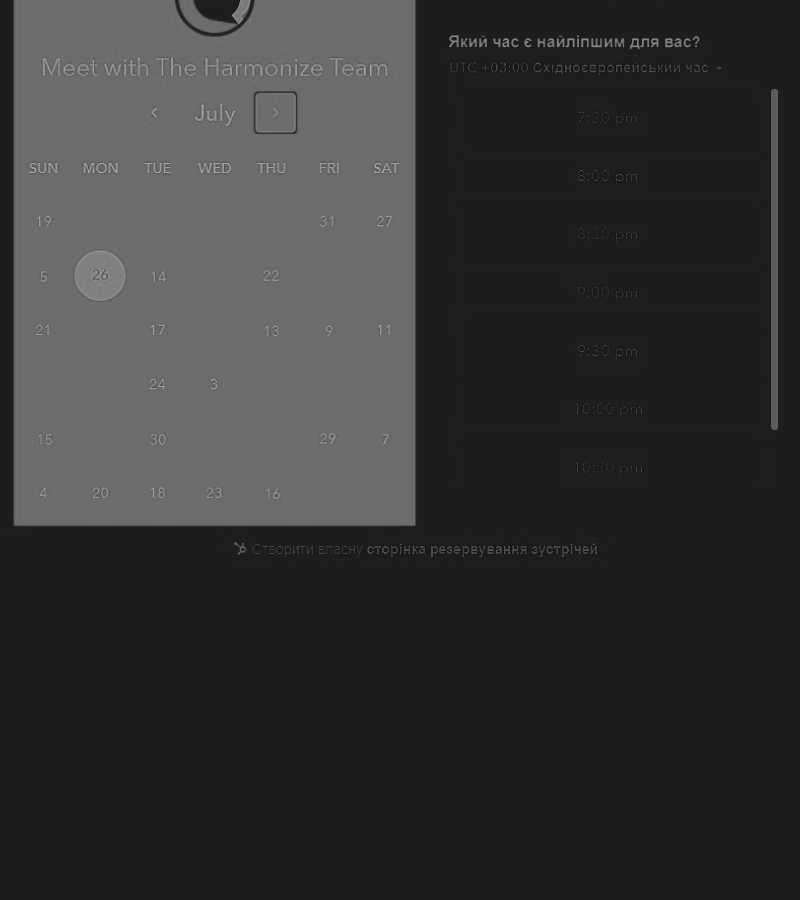 Meet with The Harmonize Team
July
SUN MON TUE WED THU FRI SAT
19 31 27
5 26 14 22
21 17 13 9 11
24 3
15 30 29 7
4 20 18 23 16
Який час є найліпшим для вас?
UTC +03:00 Східноєвропейський час
7:30 pm
8:00 pm
8:30 pm
9:00 pm
9:30 pm
10:00 pm
10:30 pm
Створити власну сторінка резервування зустрічей